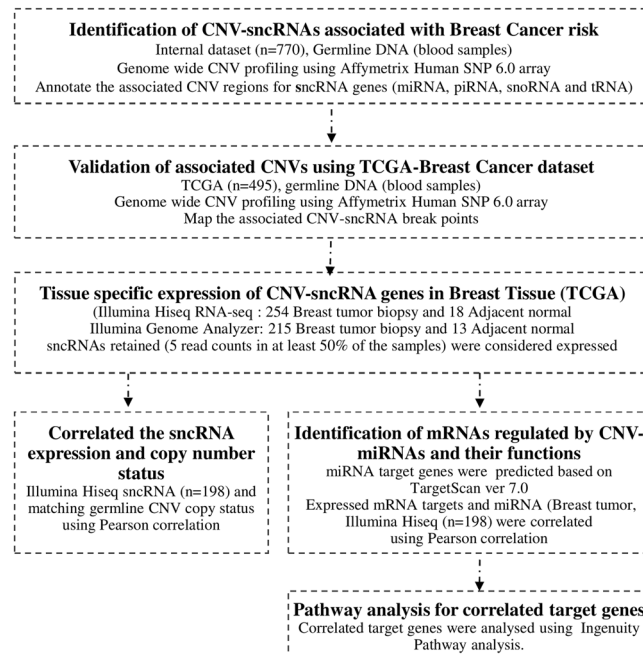 Identification of CNV-sncRNAs associated with Breast Cancer risk
Internal dataset (n=770), Germline DNA (blood samples)
Genome wide CNV profiling using Affymetrix Human SNP 6.0 array
Annotate the associated CNV regions for sncRNA genes (miRNA, piRNA, snoRNA and tRNA)
Validation of associated CNVs using TCGA-Breast Cancer dataset
TCGA (n=495), germline DNA (blood samples)
Genome wide CNV profiling using Affymetrix Human SNP 6.0 array
Map the associated CNV-sncRNA break points
Tissue specific expression of CNV-sncRNA genes in Breast Tissue (TCGA)
(Illumina Hiseq RNA-seq : 254 Breast tumor biopsy and 18 Adjacent normal
Illumina Genome Analyzer: 215 Breast tumor biopsy and 13 Adjacent normal
sncRNAs retained (5 read counts in at least 50% of the samples) were considered expressed
Correlated the sncRNA
expression and copy number
status
Illumina Hiseq sncRNA (n=198) and
matching germline CNV copy status
using Pearson correlation
Identification of mRNAs regulated by CNV-
miRNAs and their functions
miRNA target genes were predicted based on
TargetScan ver 7.0
Expressed mRNA targets and miRNA (Breast tumor,
Illumina Hiseq (n=198) were correlated
using Pearson correlation
Pathway analysis for correlated target genes
Correlated target genes were analysed using Ingenuity
Pathway analysis.